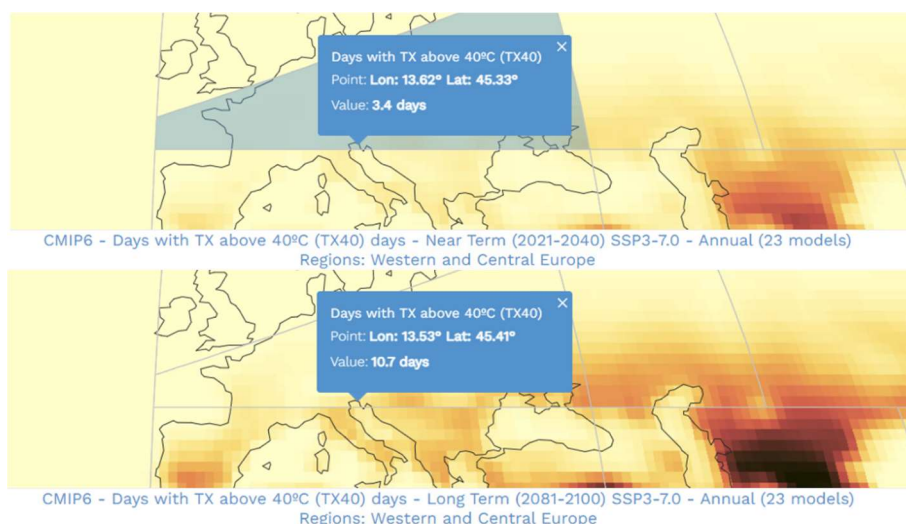 Days with TX above 40ºC (TX40)
Point: Lon: 13.62° Lat: 45.33°
Value: 3.4 days
CMIP6 - Days with TX above 40ºC (TX40) days - Near Term (2021-2040) SSP3-7.0 - Annual (23 models)
Regions: Western and Central Europe
Days with TX above 40ºC (TX40)
Point: Lon: 13.53° Lat: 45.41°
Value: 10.7 days
CMIP6 - Days with TX above 40ºC (TX40) days - Long Term (2081-2100) SSP3-7.0 - Annual (23 models)
Regions: Western and Central Europe